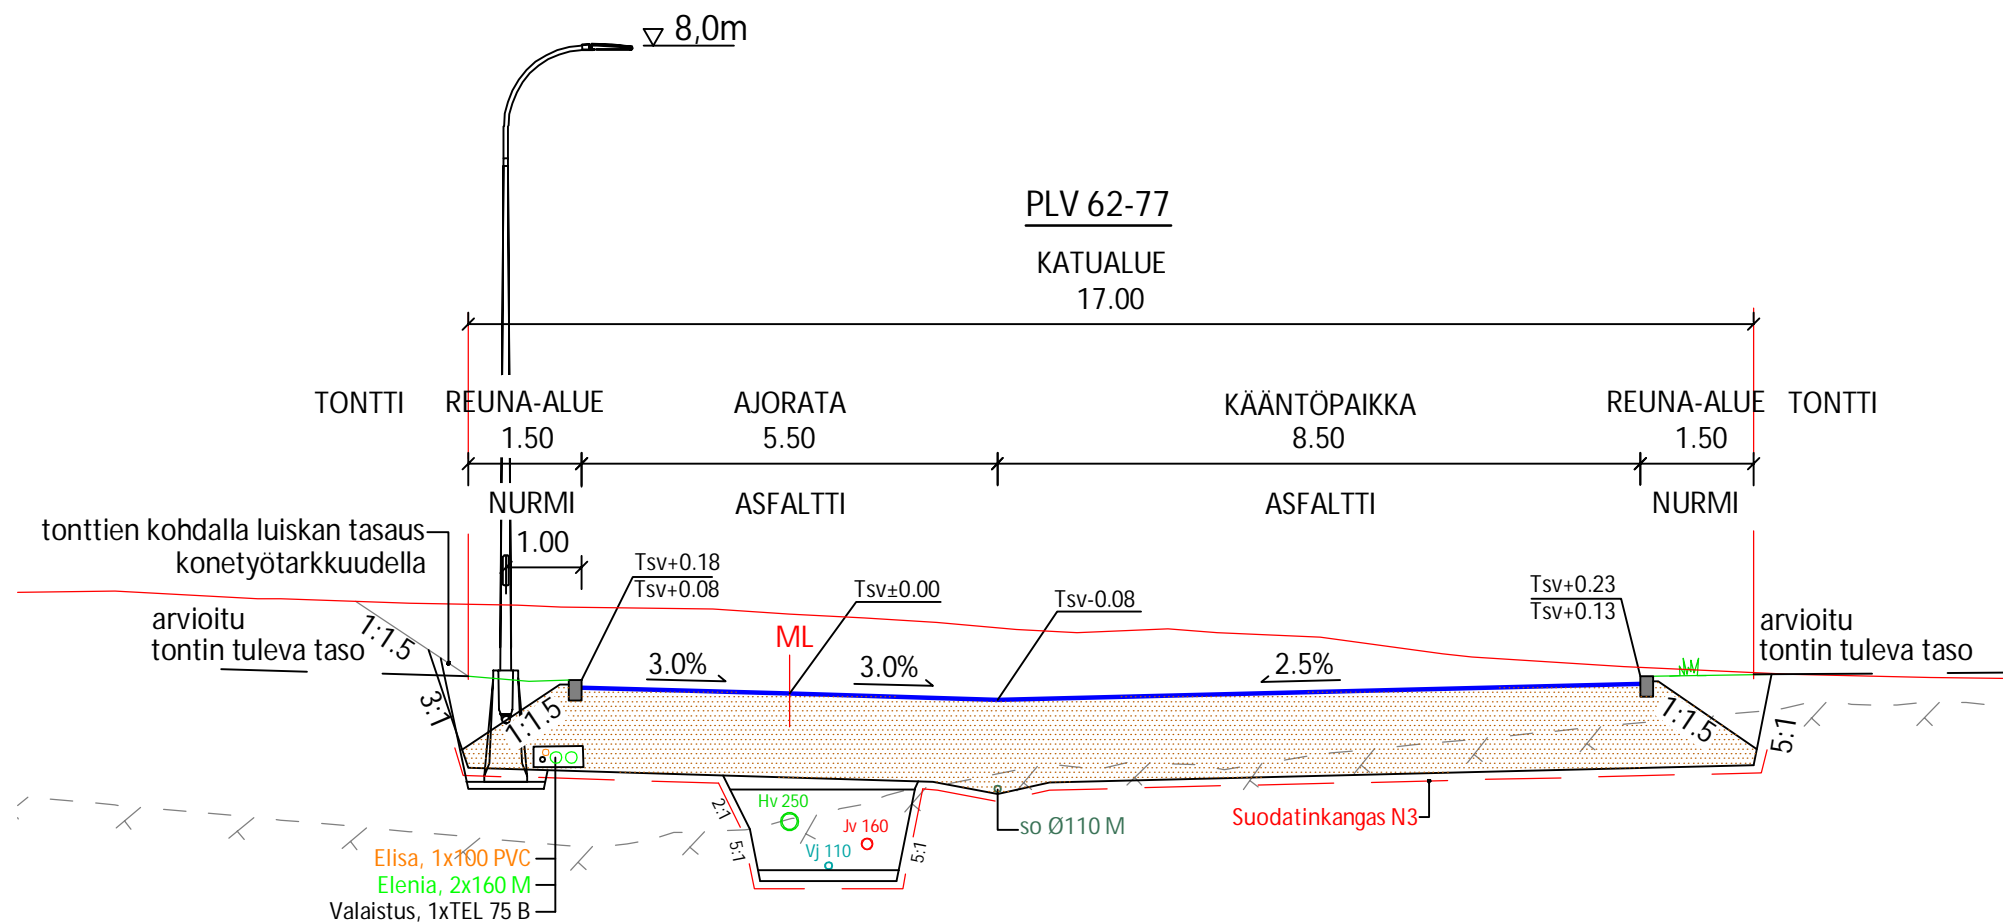 8,0m
PLV 62-77
KATUALUE
17.00
TONTTI
REUNA-ALUE
1.50
AJORATA
5.50
KÄÄNTÖPAIKKA
8.50
REUNA-ALUE
1.50
TONTTI
NURMI
1.00
ASFALTTI
ASFALTTI
NURMI
tonttien kohdalla luiskan tasaus
konetyötarkkuudella
Tsv+0.18
Tsv+0.08
Tsv±0.00
Tsv-0.08
Tsv+0.23
Tsv+0.13
arvioitu
tontin tuleva taso
1:1.5
ML
3.0%
3.0%
2.5%
arvioitu
tontin tuleva taso
3:1
1:1.5
1:1.5
5:1
2:1
5:1
Hv 250
Jv 160
Vj 110
5:1
so Ø110 M
Suodatinkangas N3
Elisa, 1x100 PVC
Elenia, 2x160 M
Valaistus, 1xTEL 75 B